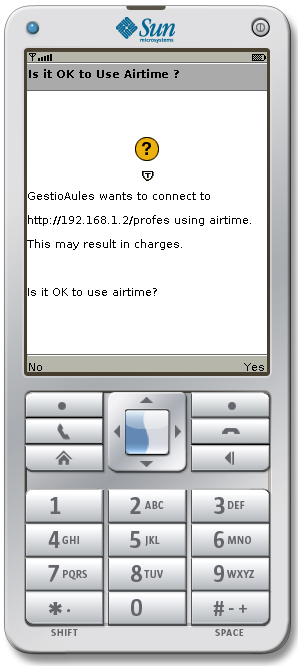 Sun
microsystems
Is it OK to Use Airtime ?
?
T
GestioAules wants to connect to
http://192.168.1.2/profes using airtime.
This may result in charges.
Is it OK to use airtime?
No Yes
1 2 ABC 3 DEF
4 GHI 5 JKL 6 MNO
7 PQRS 8 TUV 9 WXYZ
* . 0 # - +
SHIFT SPACE